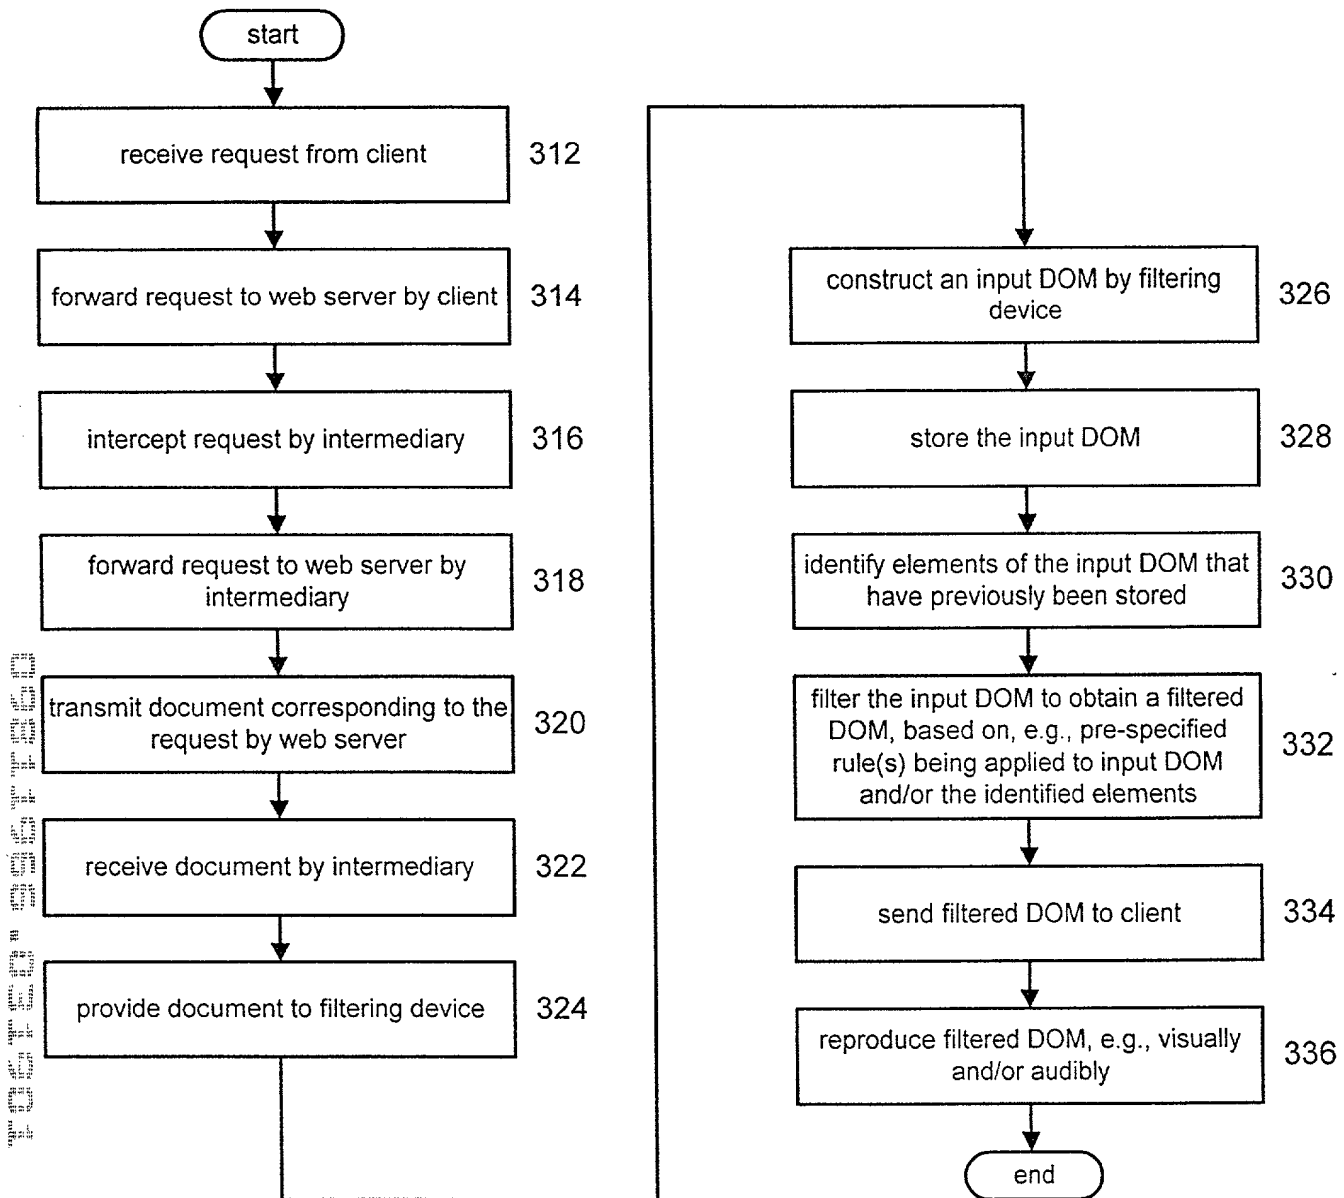 start
receive request from client
312
forward request to web server by client
314
intercept request by intermediary
316
forward request to web server by
intermediary
318
transmit document corresponding to the
request by web server
320
receive document by intermediary
322
provide document to filtering device
324
construct an input DOM by filtering
device
326
store the input DOM
328
identify elements of the input DOM that
have previously been stored
330
filter the input DOM to obtain a filtered
DOM, based on, e.g., pre-specified
rule(s) being applied to input DOM
and/or the identified elements
332
send filtered DOM to client
334
reproduce filtered DOM, e.g., visually
and/or audibly
336
end